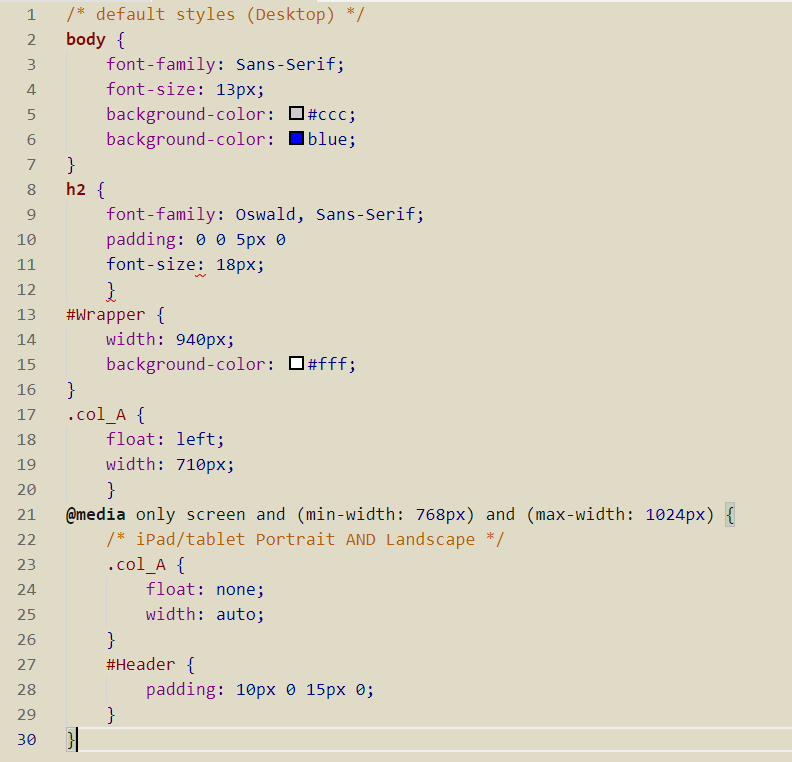 1 /* default styles (Desktop) */
2 body {
3 font-family: Sans-Serif;
4 font-size: 13px;
5 background-color: #ccc;
6 background-color: blue;
7 }
8 h2 {
9 font-family: Oswald, Sans-Serif;
10 padding: 0 0 5px 0
11 font-size: 18px;
12 }
13 #Wrapper {
14 width: 940px;
15 background-color: #fff;
16 }
17 .col_A {
18 float: left;
19 width: 710px;
20 }
21 @media only screen and (min-width: 768px) and (max-width: 1024px) {
22 /* iPad/tablet Portrait AND Landscape */
23 .col_A {
24 float: none;
25 width: auto;
26 }
27 #Header {
28 padding: 10px 0 15px 0;
29 }
30 }